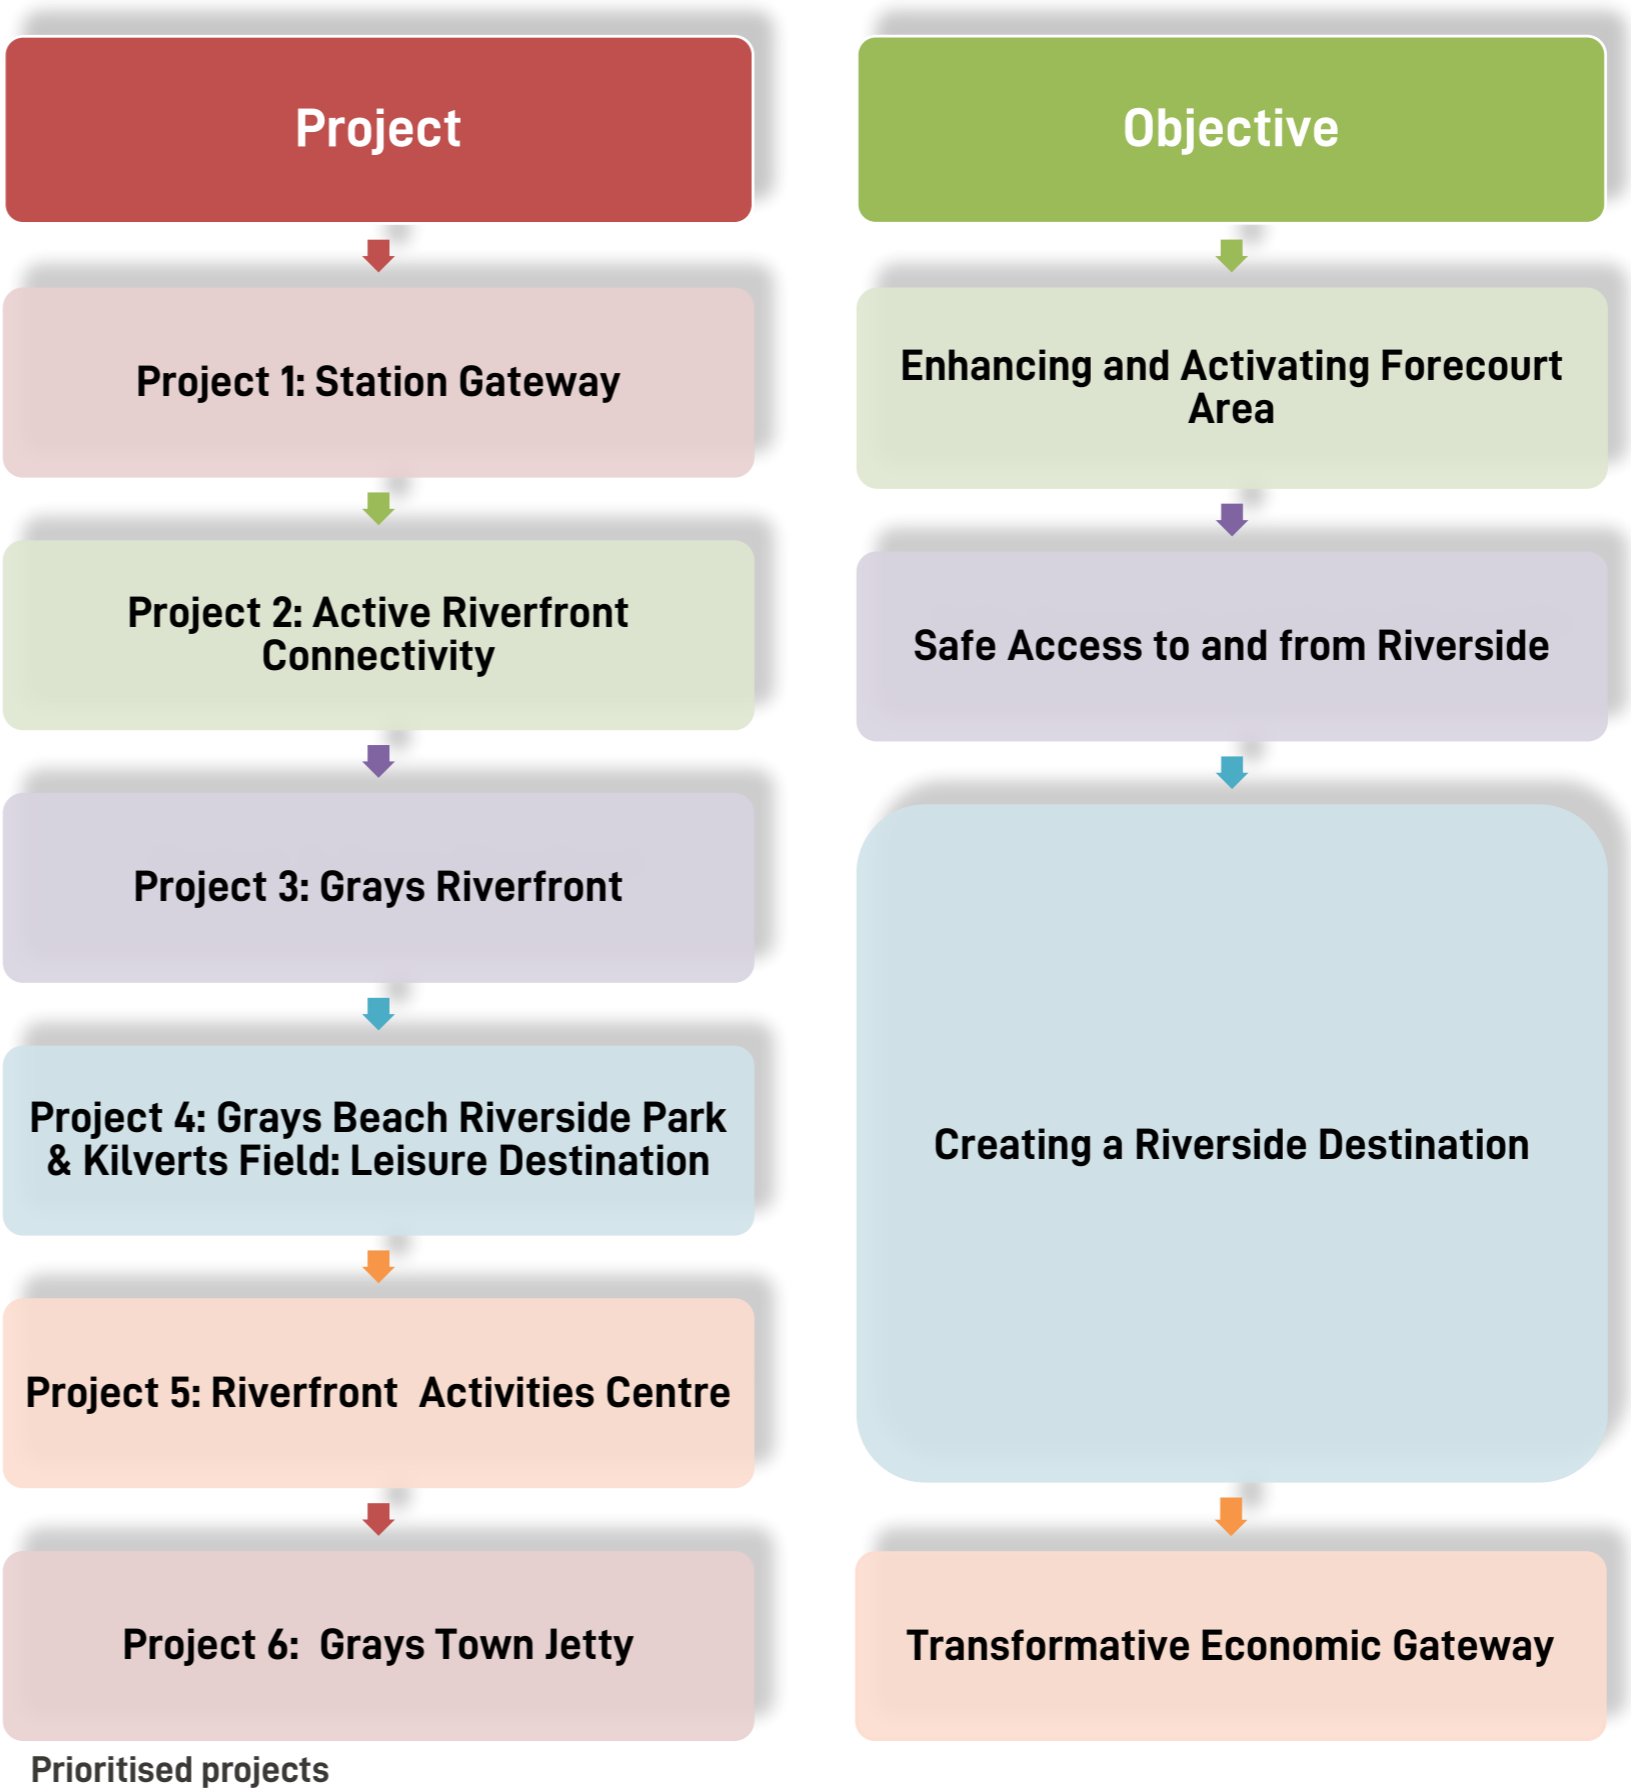 Project
Project 1: Station Gateway
Project 2: Active Riverfront
Connectivity
Project 3: Grays Riverfront
Project 4: Grays Beach Riverside Park
& Kilverts Field: Leisure Destination
Project 5: Riverfront  Activities Centre
Project 6:  Grays Town Jetty
Objective
Enhancing and Activating Forecourt
Area
Safe Access to and from Riverside
Creating a Riverside Destination
Transformative Economic Gateway
Prioritised projects